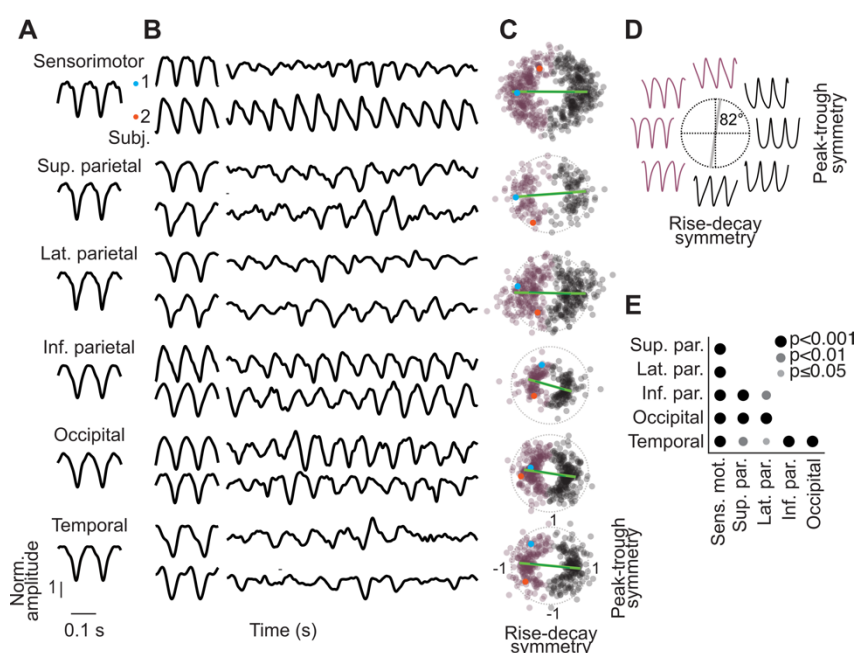 A
B
C
D
Sensorimotor
1
2
Subj.
Sup. parietal
Lat. parietal
Inf. parietal
Occipital
Temporal
Norm.
amplitude
1
0.1 s
Time (s)
1
-1
1
-1
Rise-decay
symmetry
Peak-trough
symmetry
82°
Rise-decay
symmetry
Peak-trough
symmetry
E
p<0.001
p<0.01
p≤0.05
Sup. par.
Lat. par.
Inf. par.
Occipital
Temporal
Sens. mot.
Sup. par.
Lat. par.
Inf. par.
Occipital